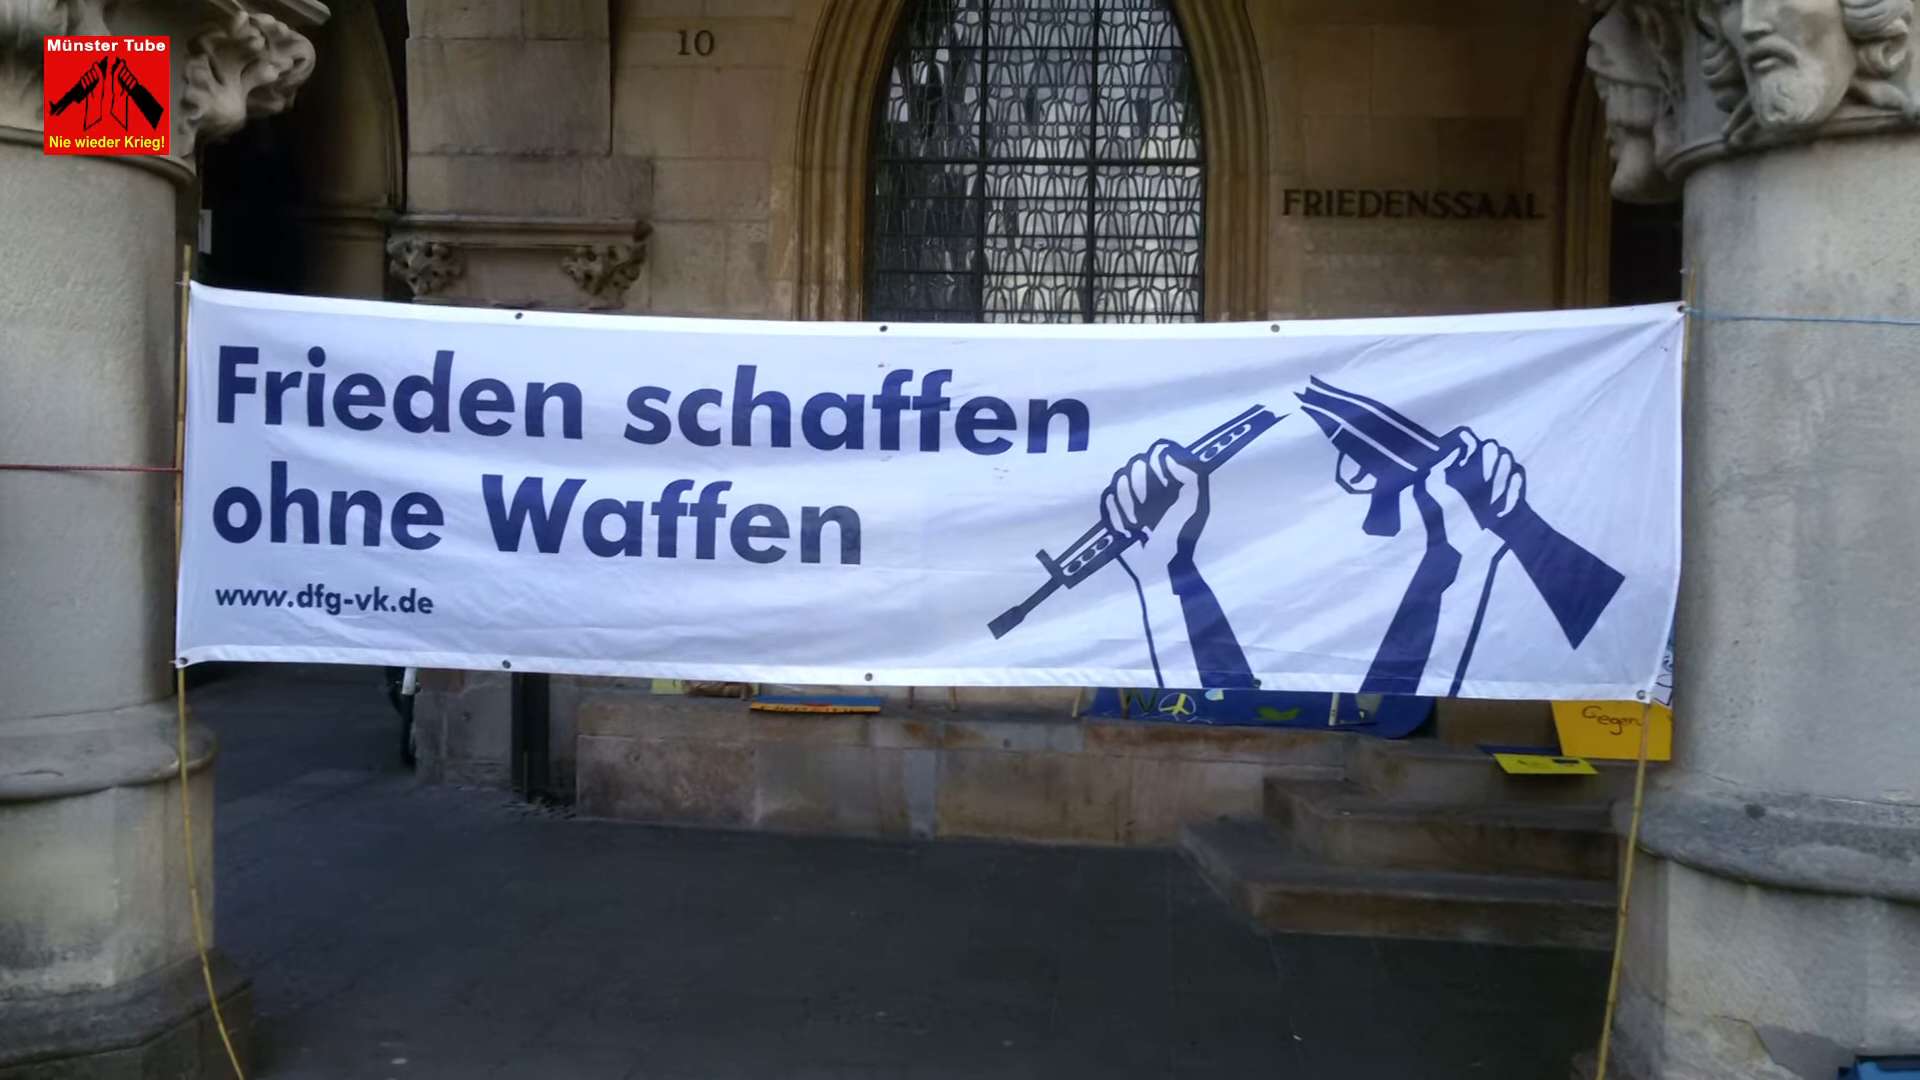 Münster Tube
Nie wieder Krieg!
10
FRIEDENSSAAL
Frieden schaffen
ohne Waffen
www.dfg-vk.de
Gegen